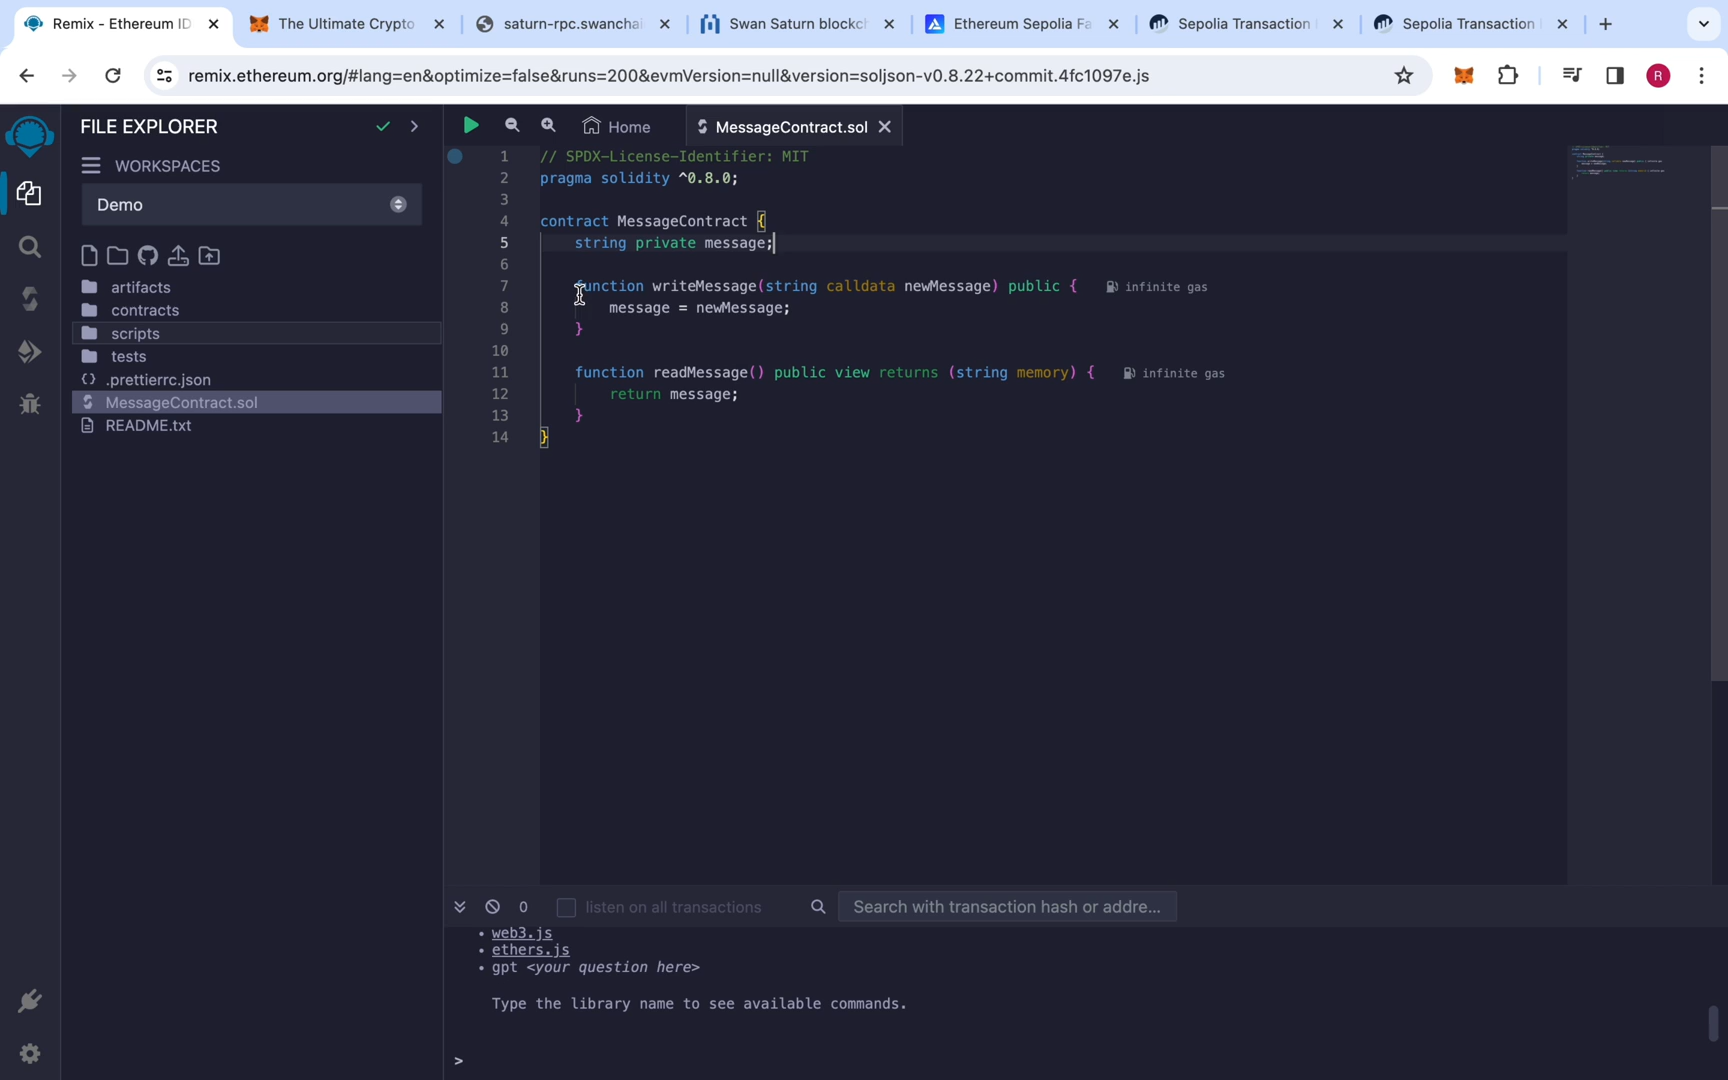 Remix - Ethereum ID
The Ultimate Crypto
saturn-rpc.swanchai
Swan Saturn blockch
Ethereum Sepolia Fa
Sepolia Transaction
Sepolia Transaction
remix.ethereum.org/#lang=en&optimize=false&runs=200&evmVersion=null&version=soljson-v0.8.22+commit.4fc1097e.js
R
FILE EXPLORER
WORKSPACES
Demo
artifacts
contracts
scripts
tests
.prettierrc.json
MessageContract.sol
README.txt
Home
MessageContract.sol
1 // SPDX-License-Identifier: MIT
2 pragma solidity ^0.8.0;
3
4 contract MessageContract {
5 string private message;
6
7 function writeMessage(string calldata newMessage) public { infinite gas
8 message = newMessage;
9 }
10
11 function readMessage() public view returns (string memory) { infinite gas
12 return message;
13 }
14 }
0 listen on all transactions Search with transaction hash or addre...
• web3.js
• ethers.js
• gpt <your question here>
Type the library name to see available commands.
>